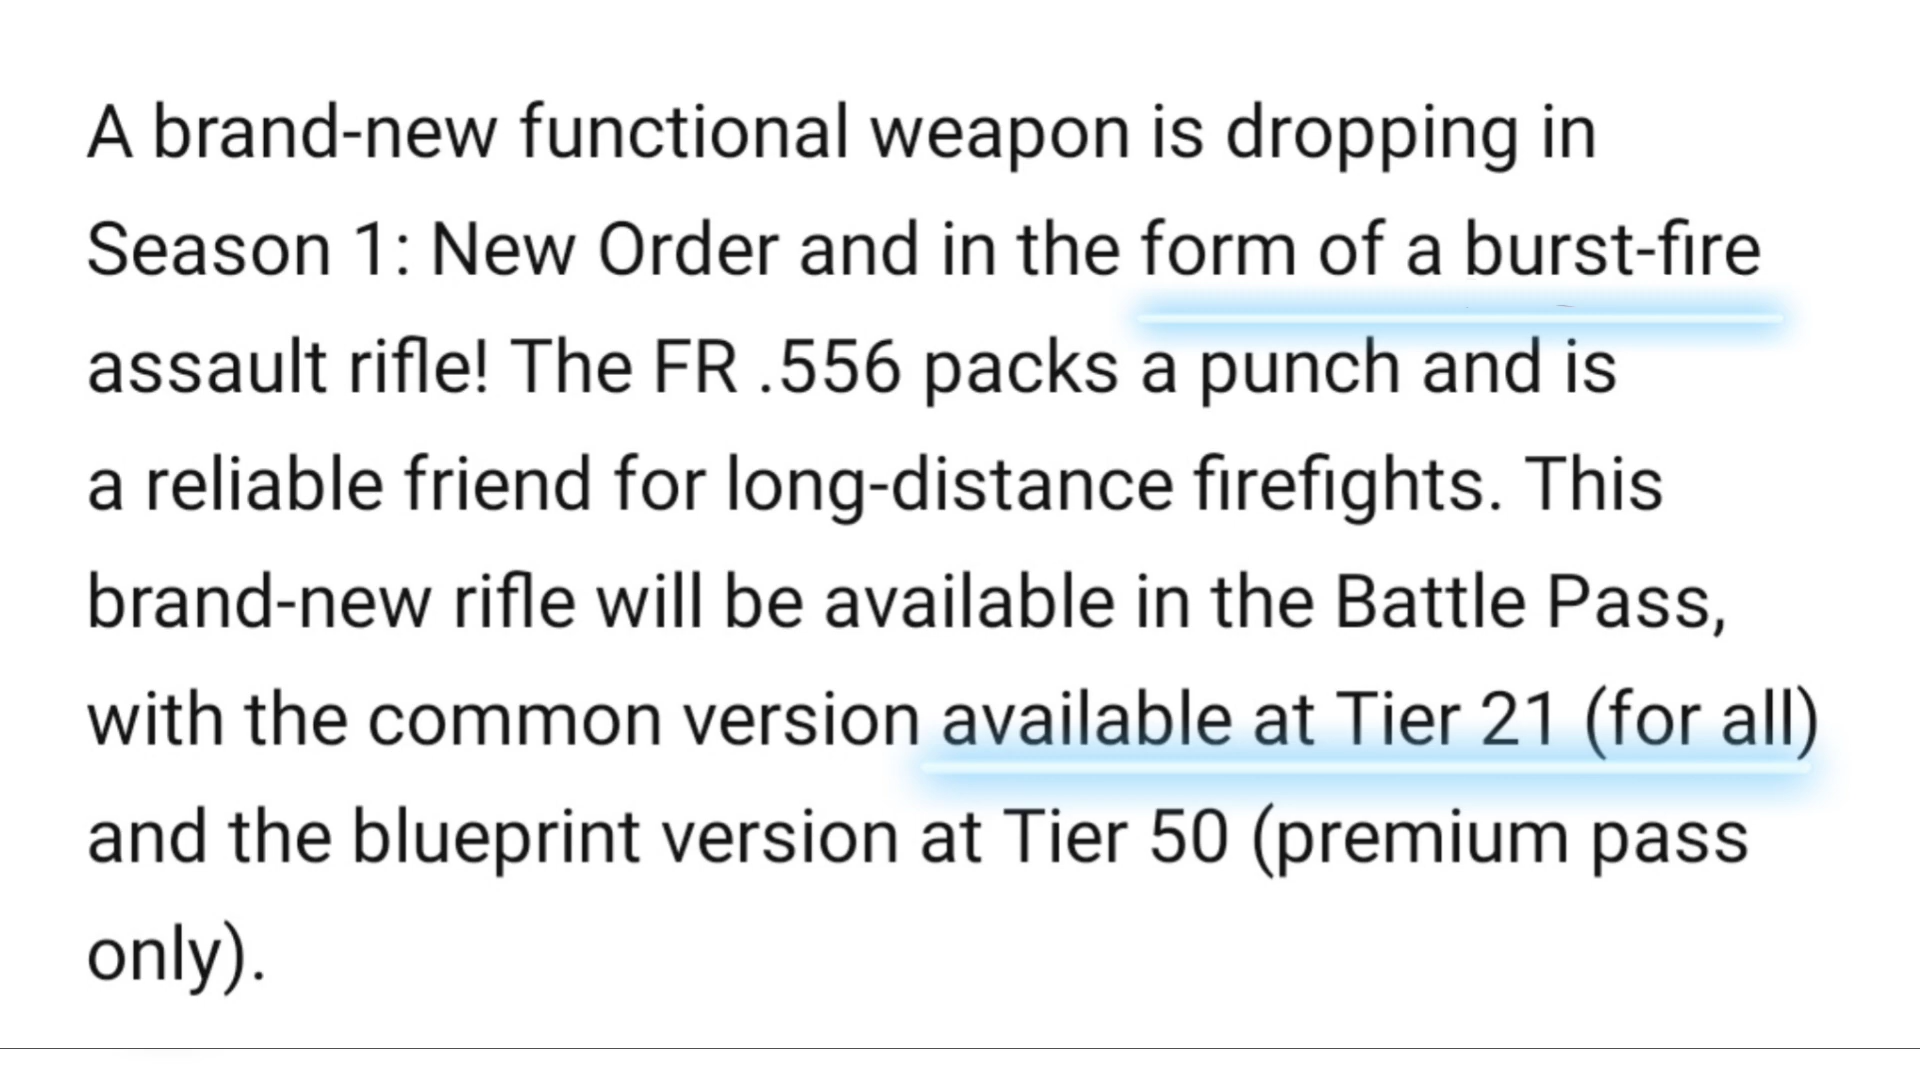 A brand-new functional weapon is dropping in
Season 1: New Order and in the form of a burst-fire
assault rifle! The FR .556 packs a punch and is
a reliable friend for long-distance firefights. This
brand-new rifle will be available in the Battle Pass,
with the common version available at Tier 21 (for all)
and the blueprint version at Tier 50 (premium pass
only).